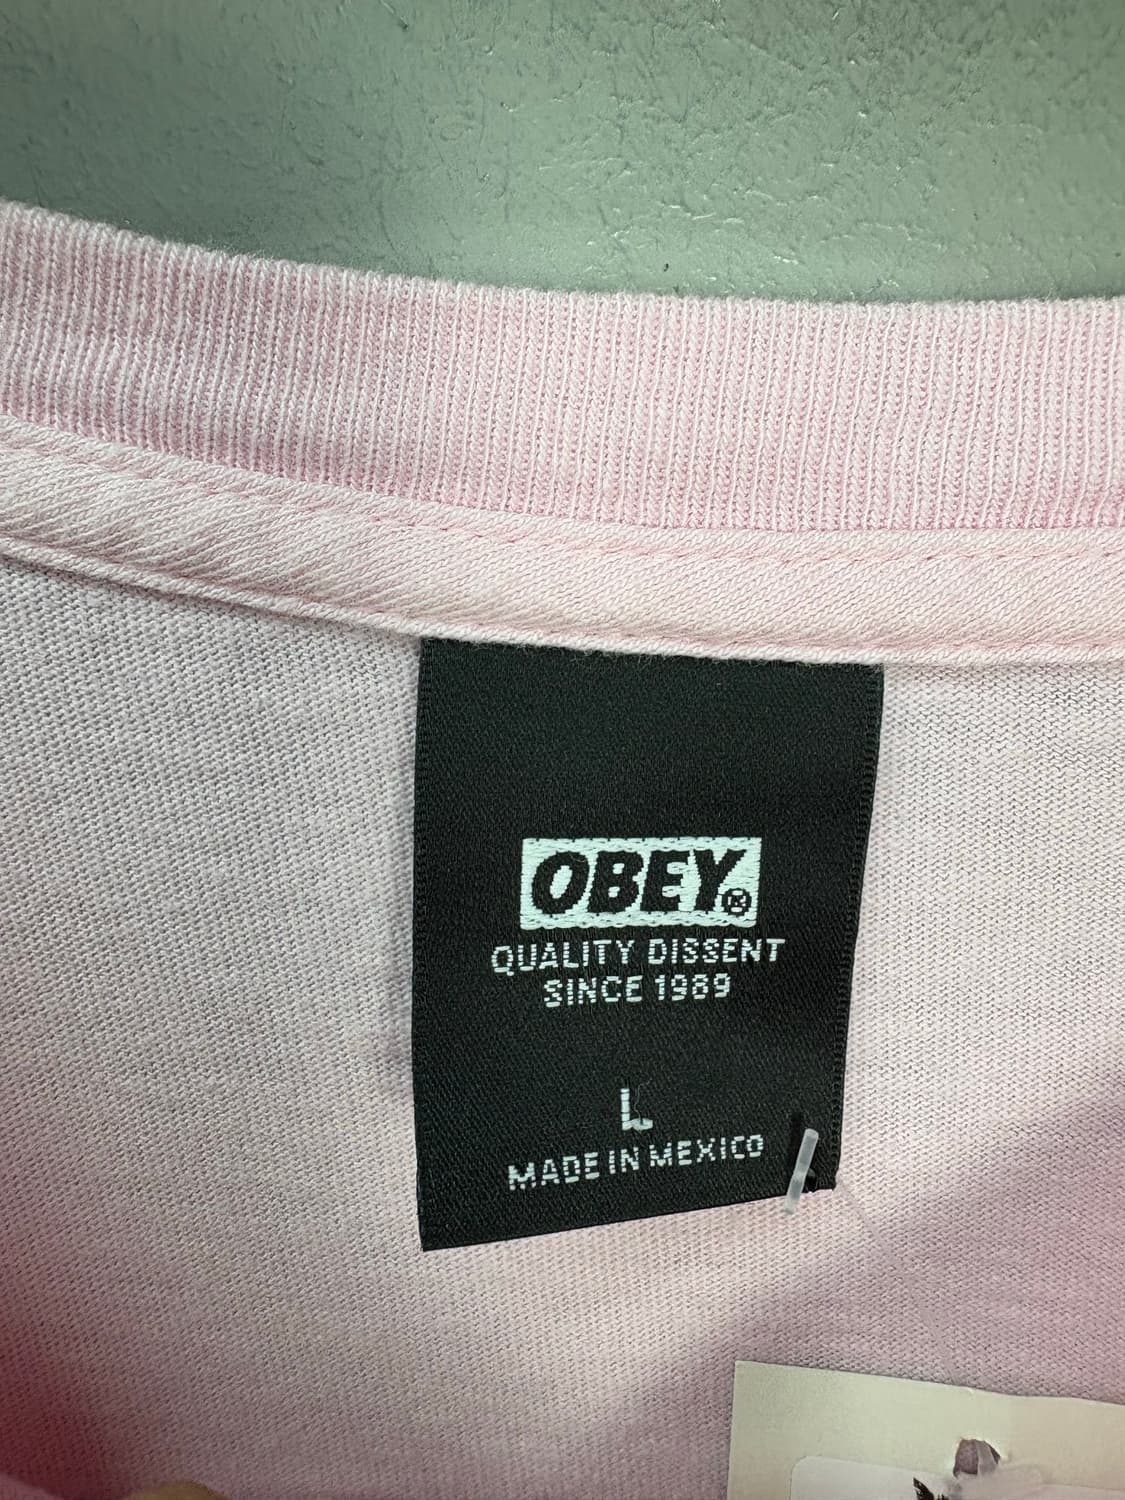 OBEY
QUALITY DISSENT
SINCE 1989
L
MADE IN MEXICO